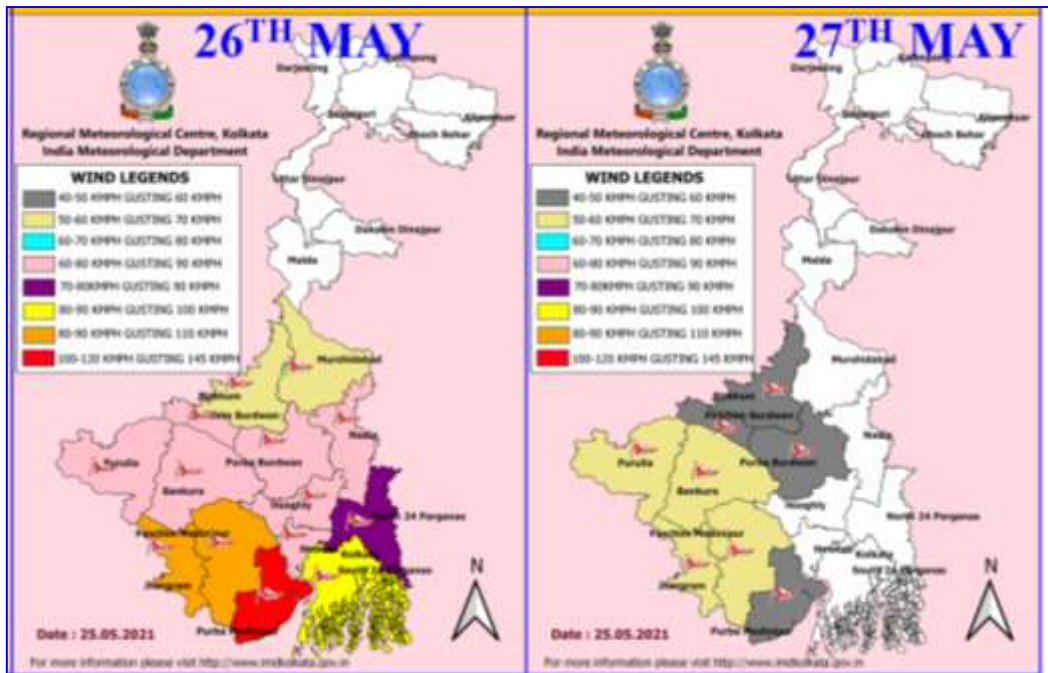 26TH MAY
Darjeeling
Kalimpong
Jalpaiguri
Alipurduar
Cooch Behar
Regional Meteorological Centre, Kolkata
India Meteorological Department
WIND LEGENDS
40-50 KMPH GUSTING 60 KMPH
50-60 KMPH GUSTING 70 KMPH
60-70 KMPH GUSTING 80 KMPH
60-80 KMPH GUSTING 90 KMPH
70-80KMPH GUSTING 90 KMPH
80-90 KMPH GUSTING 100 KMPH
80-90 KMPH GUSTING 110 KMPH
100-120 KMPH GUSTING 145 KMPH
Uttar Dinajpur
Dakshin Dinajpur
Malda
Murshidabad
Birbhum
Burdwan
Nadia
Purulia
Purba Burdwan
Bankura
Hooghly
North 24 Parganas
Paschim Medinipur
Howrah
Kolkata
South 24 Parganas
Jhargram
Purba Medinipur
N
Date : 25.05.2021
For more information please visit http://www.imdkolkata.gov.in
27TH MAY
Darjeeling
Kalimpong
Jalpaiguri
Alipurduar
Cooch Behar
Regional Meteorological Centre, Kolkata
India Meteorological Department
WIND LEGENDS
40-50 KMPH GUSTING 60 KMPH
50-60 KMPH GUSTING 70 KMPH
60-70 KMPH GUSTING 80 KMPH
60-80 KMPH GUSTING 90 KMPH
70-80KMPH GUSTING 90 KMPH
80-90 KMPH GUSTING 100 KMPH
80-90 KMPH GUSTING 110 KMPH
100-120 KMPH GUSTING 145 KMPH
Uttar Dinajpur
Dakshin Dinajpur
Malda
Murshidabad
Birbhum
Paschim Burdwan
Nadia
Purulia
Purba Burdwan
Bankura
Hooghly
North 24 Parganas
Paschim Medinipur
Howrah
Kolkata
South 24 Parganas
Jhargram
Purba Medinipur
N
Date : 25.05.2021
For more information please visit http://www.imdkolkata.gov.in